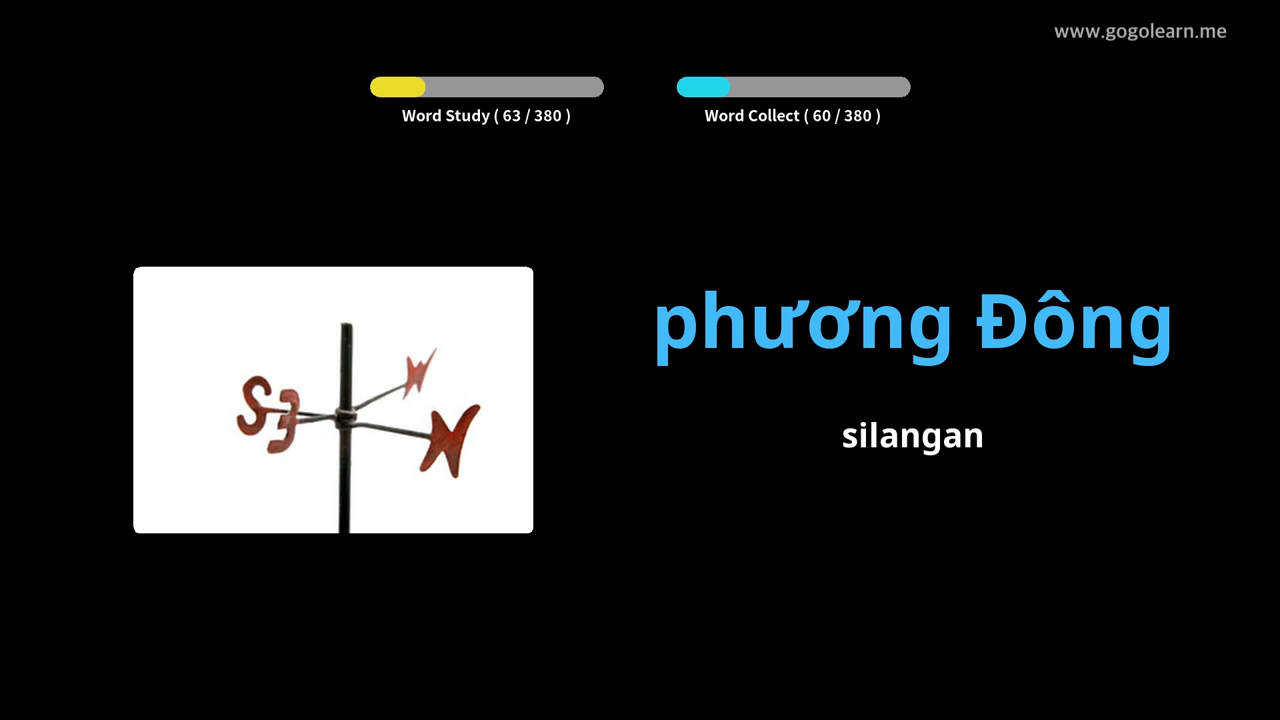 www.gogolearn.me
Word Study ( 63 / 380 )
Word Collect ( 60 / 380 )
phương Đông
silangan
S
E
N